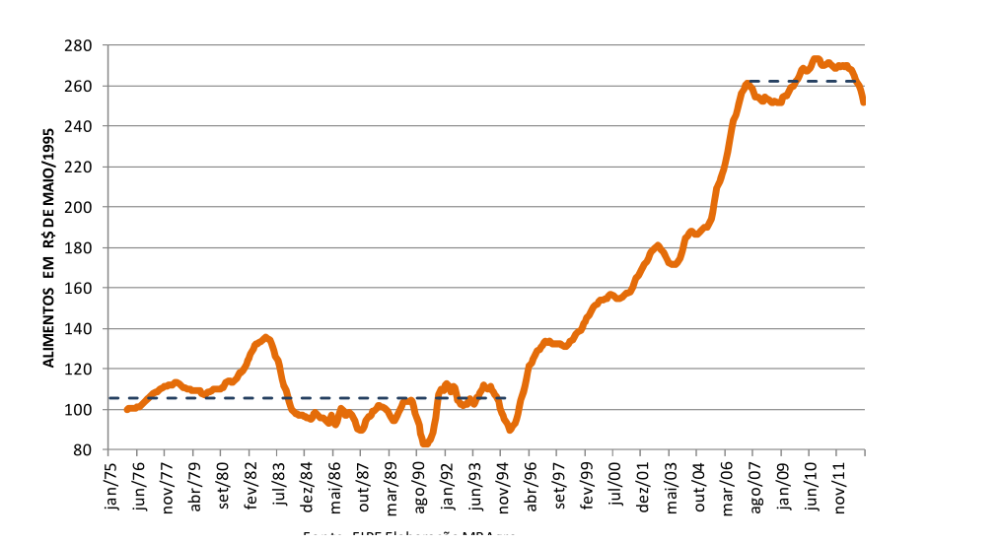 280
260
240
220
200
180
160
140
120
100
80
ALIMENTOS EM R$ DE MAIO/1995
jan/75
jun/76
nov/77
abr/79
set/80
fev/82
jul/83
dez/84
mai/86
out/87
mar/89
ago/90
jan/92
jun/93
nov/94
abr/96
set/97
fev/99
jul/00
dez/01
mai/03
out/04
mar/06
ago/07
jan/09
jun/10
nov/11